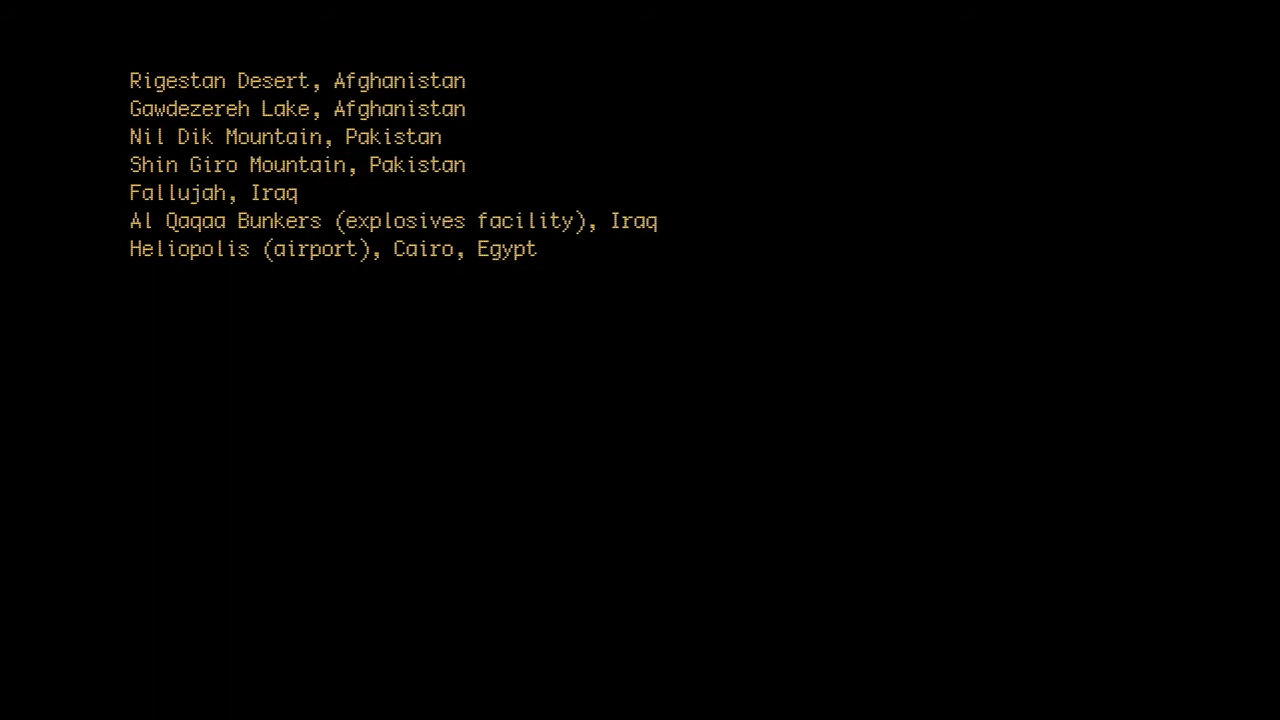 Rigestan Desert, Afghanistan
Gawdezereh Lake, Afghanistan
Nil Dik Mountain, Pakistan
Shin Giro Mountain, Pakistan
Fallujah, Iraq
Al Qaqaa Bunkers (explosives facility), Iraq
Heliopolis (airport), Cairo, Egypt